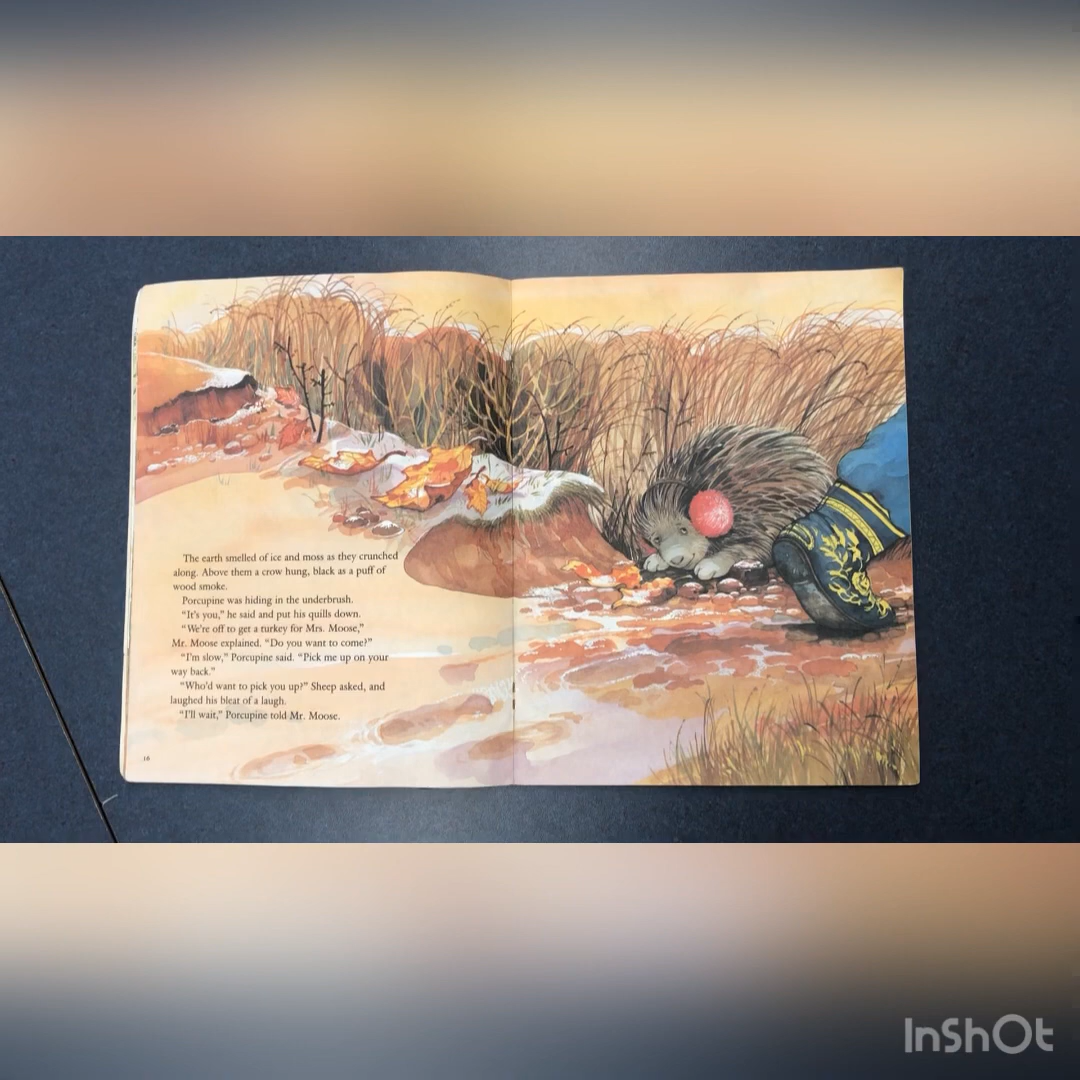 The earth smelled of ice and moss as they crunched
along. Above them a crow hung, black as a puff of
wood smoke.
Porcupine was hiding in the underbrush.
"It's you," he said and put his quills down.
"We're off to get a turkey for Mrs. Moose,"
Mr. Moose explained. "Do you want to come?"
"I'm slow," Porcupine said. "Pick me up on your
way back."
"Who'd want to pick you up?" Sheep asked, and
laughed his bleat of a laugh.
"I'll wait," Porcupine told Mr. Moose.
16
InShOt